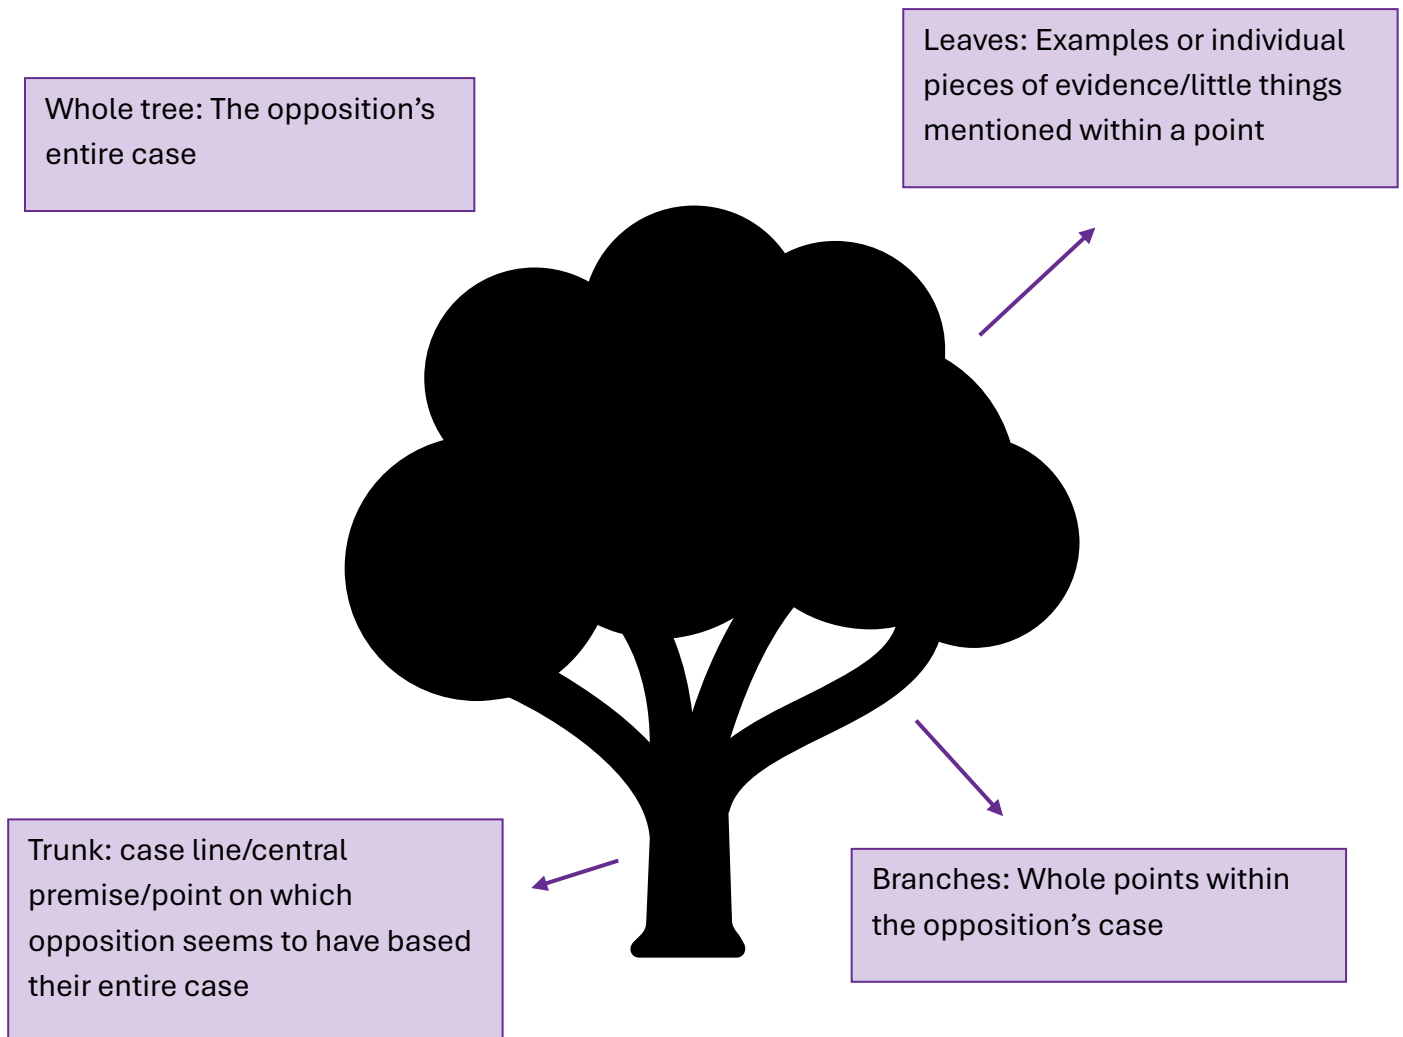 Whole tree: The opposition’s
entire case
Leaves: Examples or individual
pieces of evidence/little things
mentioned within a point
Trunk: case line/central
premise/point on which
opposition seems to have based
their entire case
Branches: Whole points within
the opposition’s case